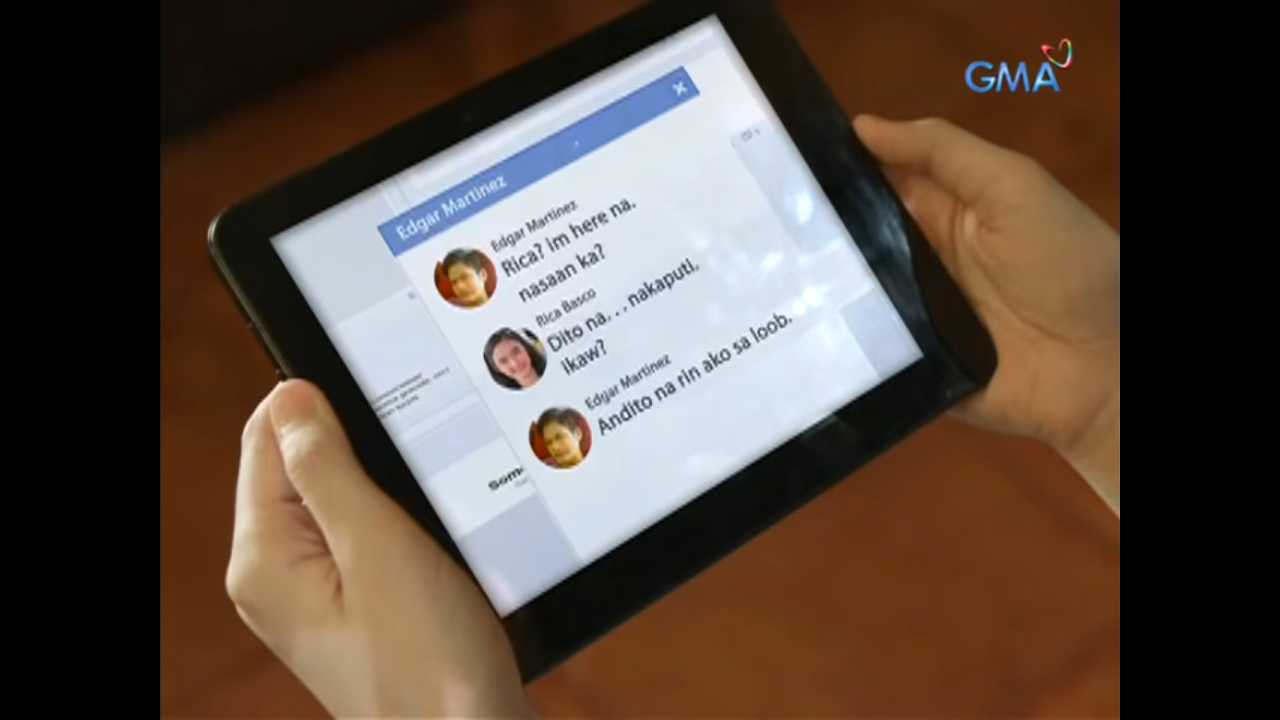 GMA
Edgar Martinez
Edgar Martinez
Rica? im here na.
nasaan ka?
Rica Basco
Dito na. . . nakaputi.
ikaw?
Edgar Martinez
Andito na rin ako sa loob.
Som